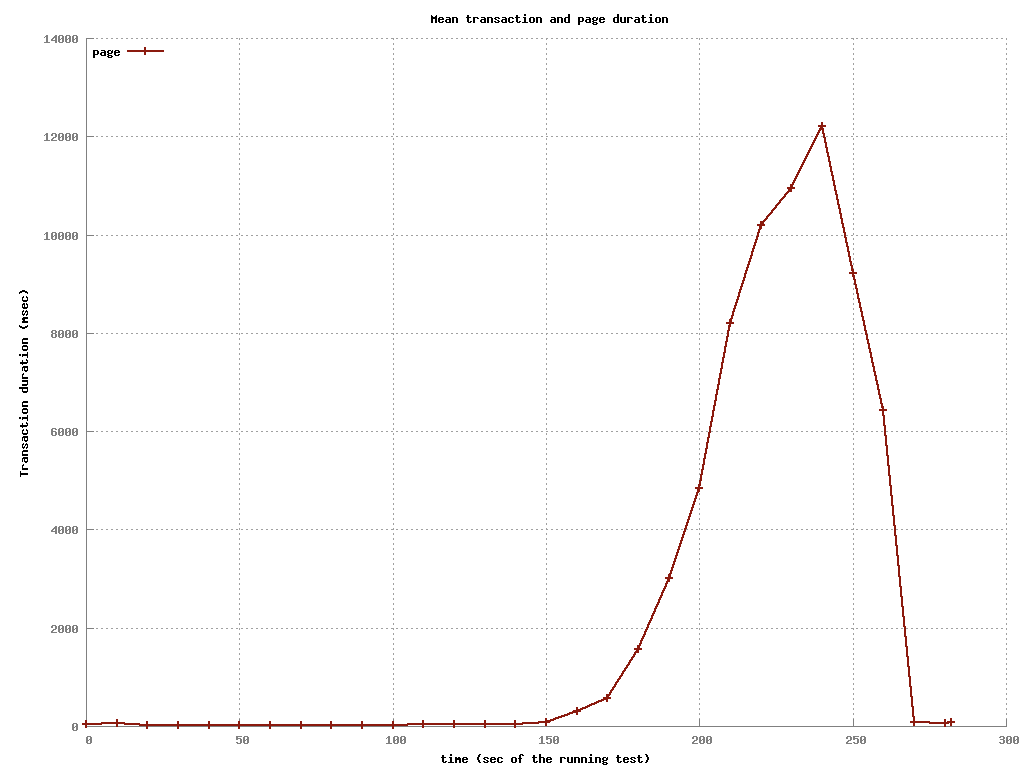 Mean transaction and page duration
page
14000
12000
10000
8000
6000
4000
2000
0
Transaction duration (msec)
0 50 100 150 200 250 300
time (sec of the running test)